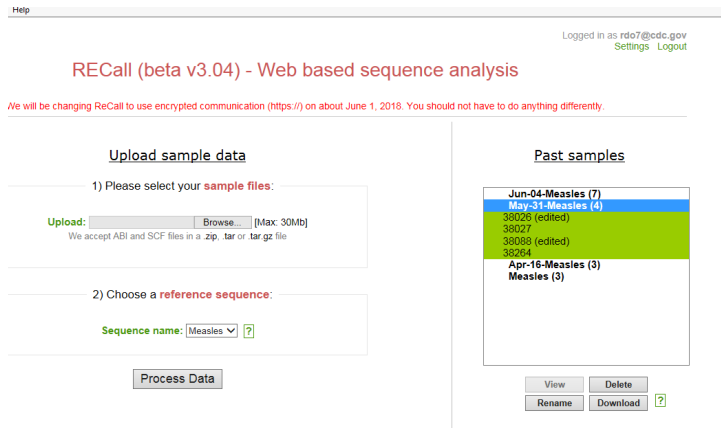 Help
Logged in as rdo7@cdc.gov
Settings Logout
RECall (beta v3.04) - Web based sequence analysis
We will be changing ReCall to use encrypted communication (https://) on about June 1, 2018. You should not have to do anything differently.
Upload sample data
1) Please select your sample files:
Upload: Browse... [Max: 30Mb]
We accept ABI and SCF files in a .zip, .tar or .tar.gz file
2) Choose a reference sequence:
Sequence name: Measles ?
Process Data
Past samples
Jun-04-Measles (7)
May-31-Measles (4)
38026 (edited)
38027
38088 (edited)
38264
Apr-16-Measles (3)
Measles (3)
View Delete
Rename Download ?